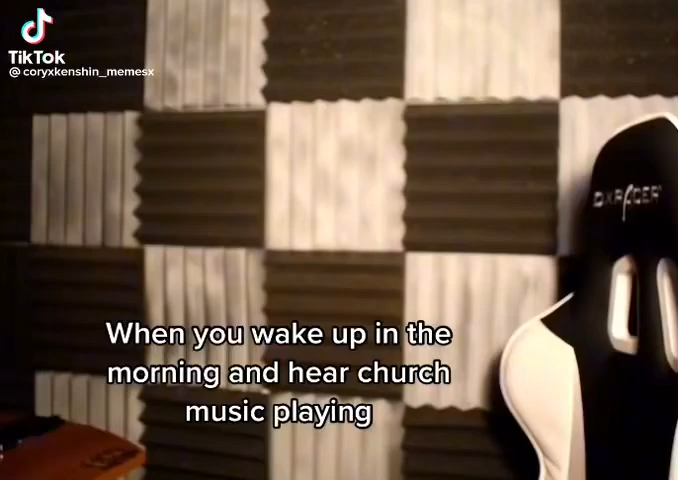 TikTok
@coryxkenshin_memesx
DXRACER
When you wake up in the
morning and hear church
music playing